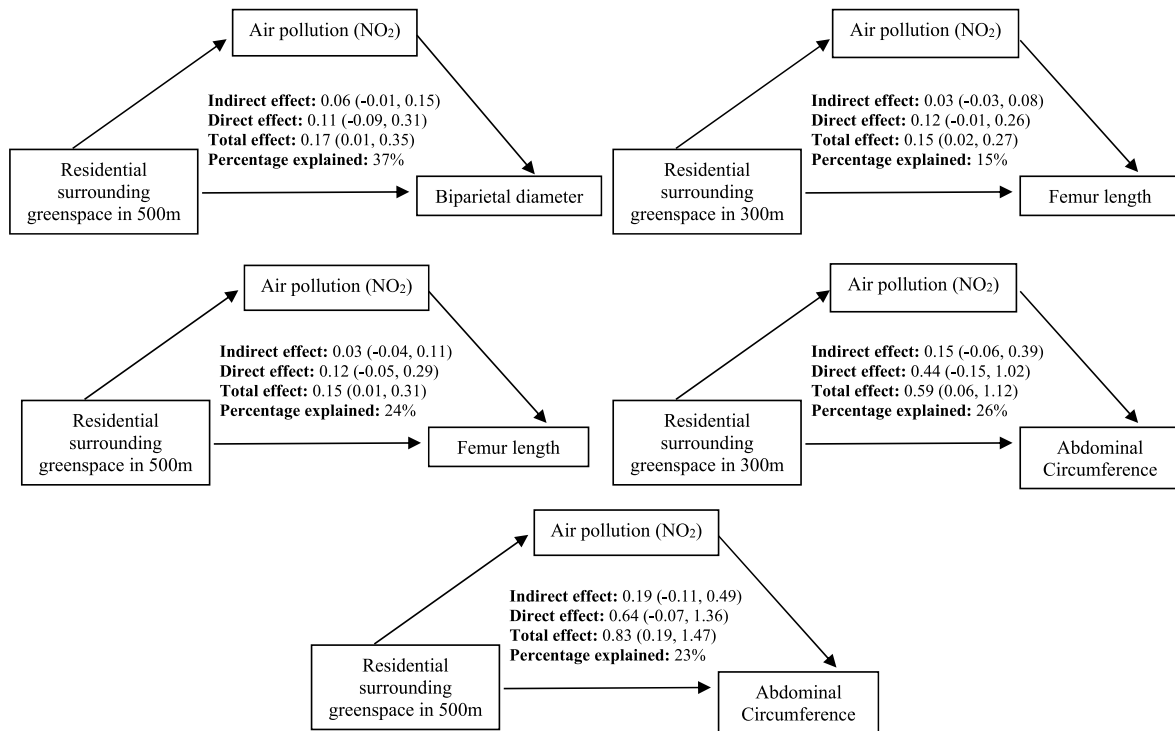 Air pollution (NO₂)
Indirect effect: 0.06 (-0.01, 0.15)
Direct effect: 0.11 (-0.09, 0.31)
Total effect: 0.17 (0.01, 0.35)
Percentage explained: 37%
Residential
surrounding
greenspace in 500m
Biparietal diameter
Air pollution (NO₂)
Indirect effect: 0.03 (-0.03, 0.08)
Direct effect: 0.12 (-0.01, 0.26)
Total effect: 0.15 (0.02, 0.27)
Percentage explained: 15%
Residential
surrounding
greenspace in 300m
Femur length
Air pollution (NO₂)
Indirect effect: 0.03 (-0.04, 0.11)
Direct effect: 0.12 (-0.05, 0.29)
Total effect: 0.15 (0.01, 0.31)
Percentage explained: 24%
Residential
surrounding
greenspace in 500m
Femur length
Air pollution (NO₂)
Indirect effect: 0.15 (-0.06, 0.39)
Direct effect: 0.44 (-0.15, 1.02)
Total effect: 0.59 (0.06, 1.12)
Percentage explained: 26%
Residential
surrounding
greenspace in 300m
Abdominal
Circumference
Air pollution (NO₂)
Indirect effect: 0.19 (-0.11, 0.49)
Direct effect: 0.64 (-0.07, 1.36)
Total effect: 0.83 (0.19, 1.47)
Percentage explained: 23%
Residential
surrounding
greenspace in 500m
Abdominal
Circumference